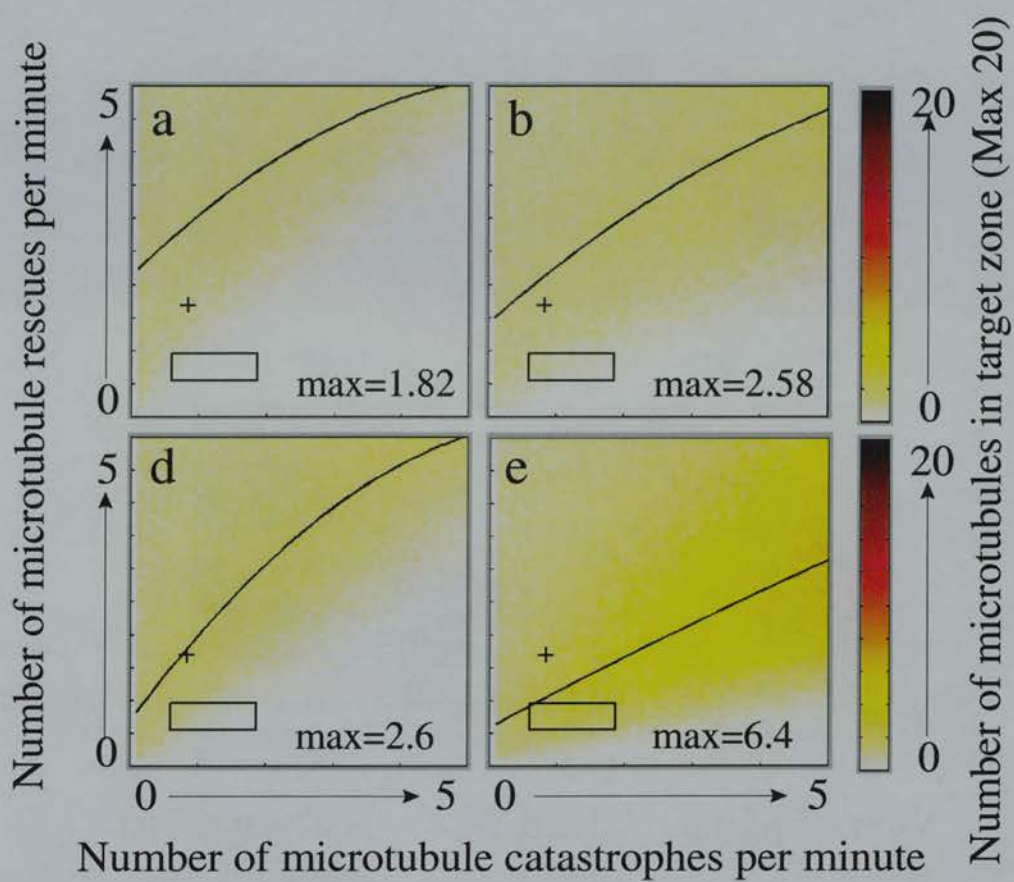 Number of microtubule rescues per minute
5
0
a
max=1.82
b
max=2.58
20
0
5
0
d
max=2.6
e
max=6.4
20
0
0
5
0
5
Number of microtubule catastrophes per minute
Number of microtubules in target zone (Max 20)